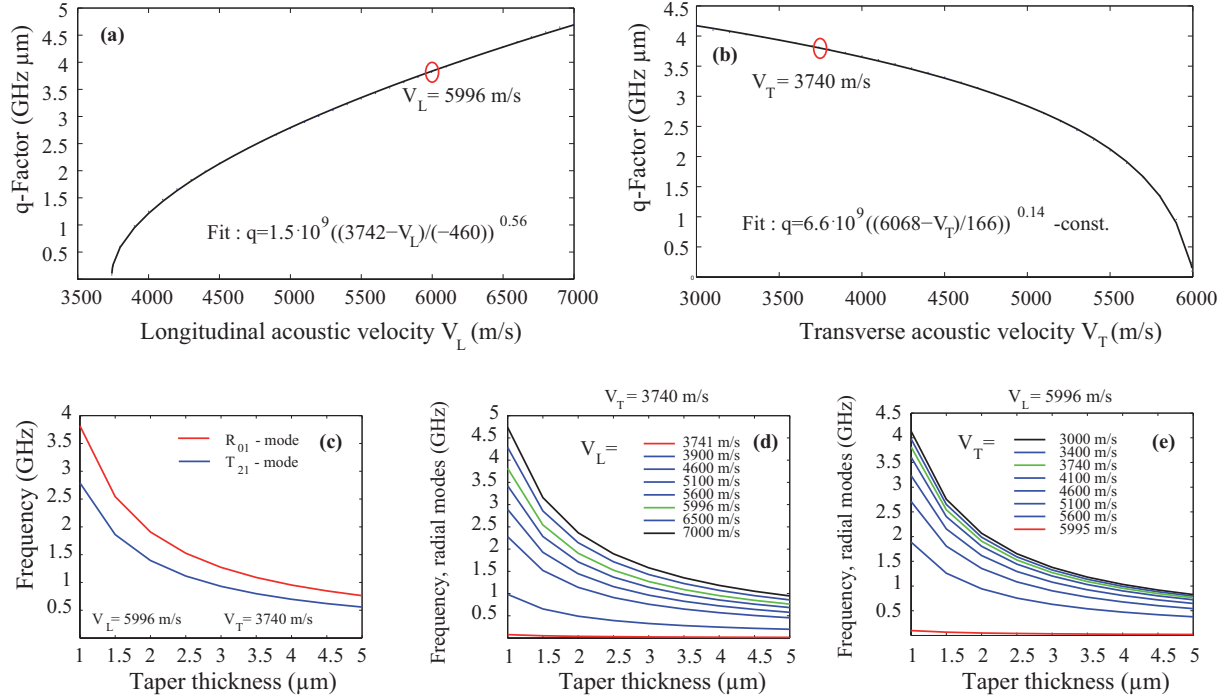 (a)
q-Factor (GHz μm)
5
4.5
4
3.5
3
2.5
2
1.5
1
0.5
V_L= 5996 m/s
Fit : q=1.5·10^9((3742−V_L)/(−460))^0.56
3500 4000 4500 5000 5500 6000 6500 7000
Longitudinal acoustic velocity V_L (m/s)
(b)
q-Factor (GHz μm)
4.5
4
3.5
3
2.5
2
1.5
1
0.5
0
V_T= 3740 m/s
Fit : q=6.6·10^9((6068−V_T)/166))^0.14 -const.
3000 3500 4000 4500 5000 5500 6000
Transverse acoustic velocity V_T (m/s)
(c)
Frequency (GHz)
4
3.5
3
2.5
2
1.5
1
0.5
R_01 - mode
T_21 - mode
V_L= 5996 m/s V_T= 3740 m/s
1 1.5 2 2.5 3 3.5 4 4.5 5
Taper thickness (μm)
V_T= 3740 m/s
(d)
Frequency, radial modes (GHz)
5
4.5
4
3.5
3
2.5
2
1.5
1
0.5
V_L=
3741 m/s
3900 m/s
4600 m/s
5100 m/s
5600 m/s
5996 m/s
6500 m/s
7000 m/s
1 1.5 2 2.5 3 3.5 4 4.5 5
Taper thickness (μm)
V_L= 5996 m/s
(e)
Frequency, radial modes (GHz)
4.5
4
3.5
3
2.5
2
1.5
1
0.5
V_T=
3000 m/s
3400 m/s
3740 m/s
4100 m/s
4600 m/s
5100 m/s
5600 m/s
5995 m/s
1 1.5 2 2.5 3 3.5 4 4.5 5
Taper thickness (μm)